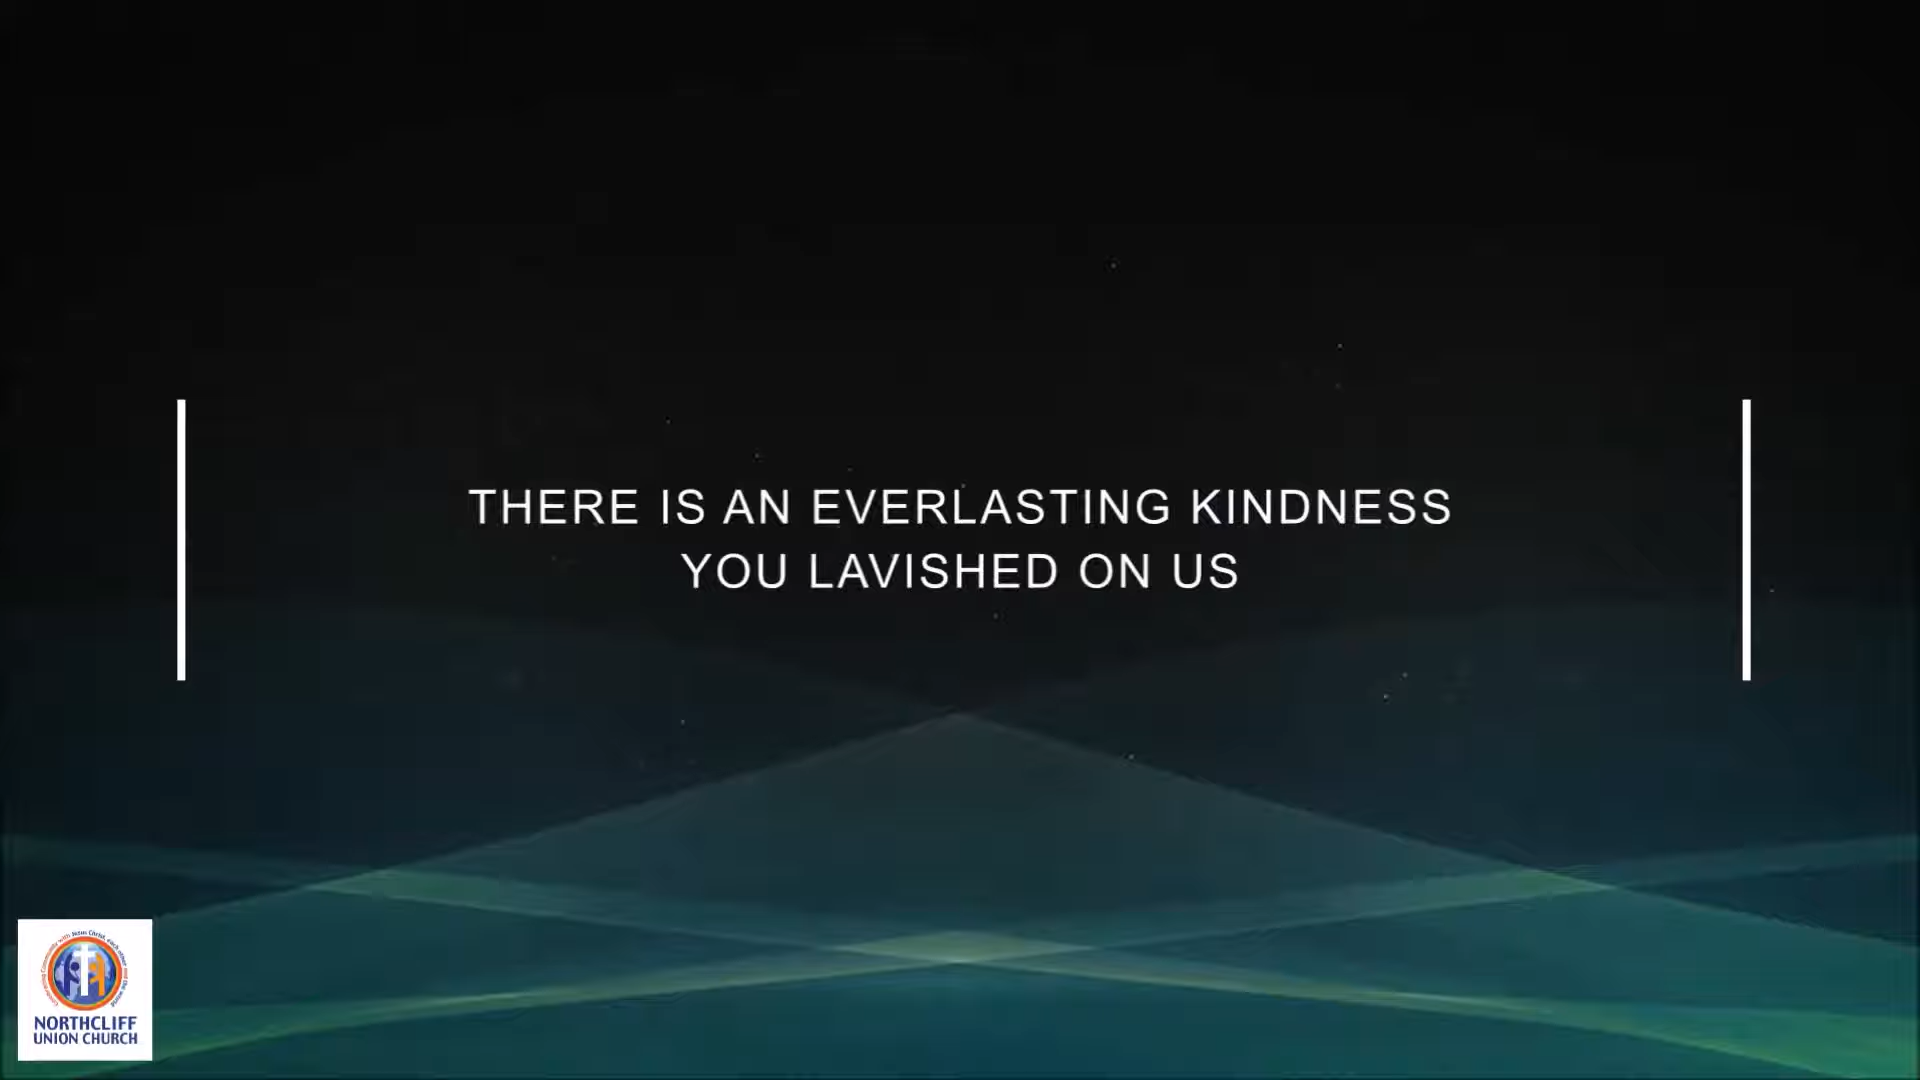 THERE IS AN EVERLASTING KINDNESS
YOU LAVISHED ON US
NORTHCLIFF
UNION CHURCH